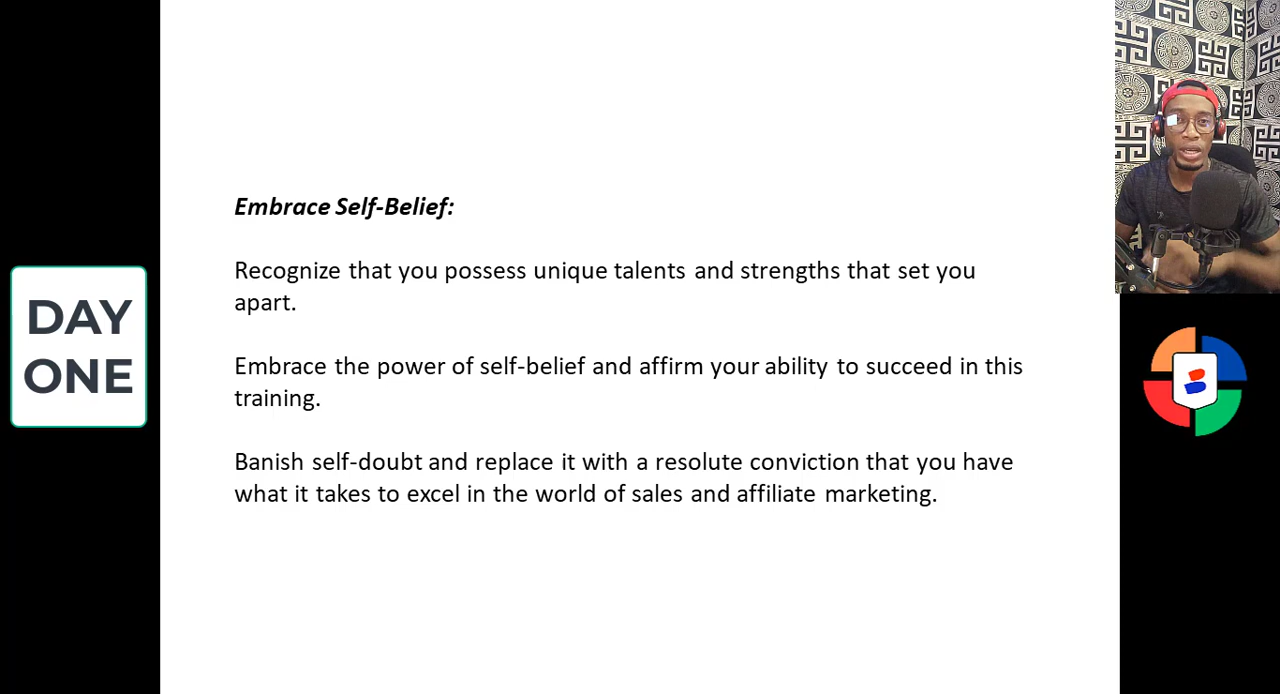 DAY
ONE
Embrace Self-Belief:
Recognize that you possess unique talents and strengths that set you
apart.
Embrace the power of self-belief and affirm your ability to succeed in this
training.
Banish self-doubt and replace it with a resolute conviction that you have
what it takes to excel in the world of sales and affiliate marketing.